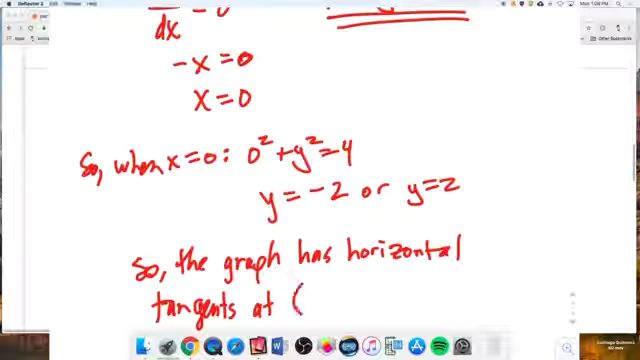 dx
-x=0
x=0
So, when x=0: 0²+y²=4
y=-2 or y=2
So, the graph has horizontal
tangents at (